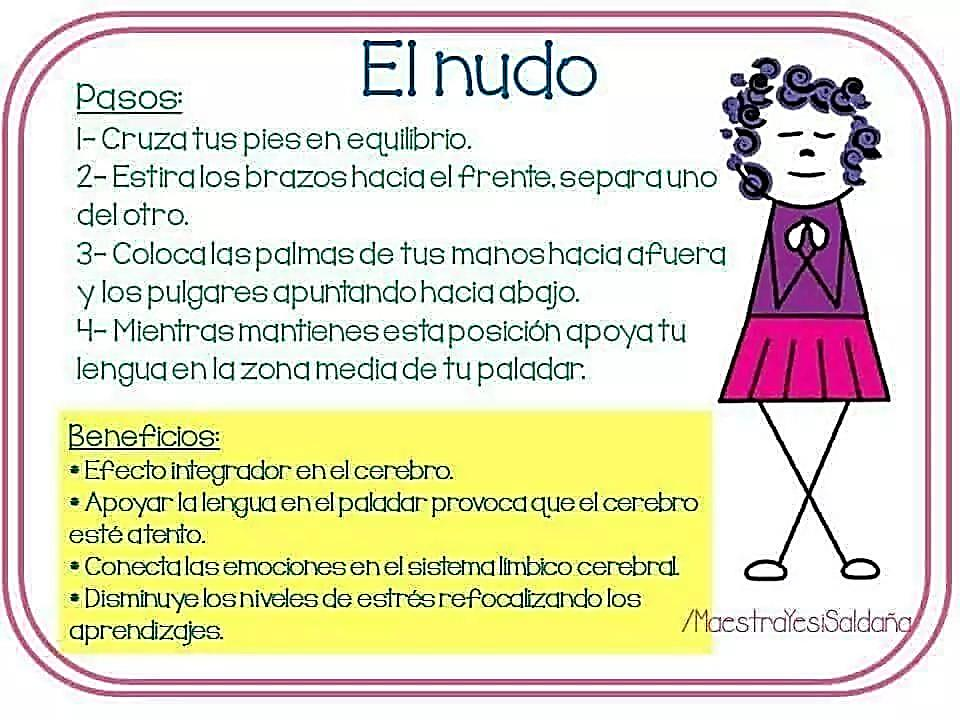 El nudo
Pasos:
1- Cruza tus pies en equilibrio.
2- Estira los brazos hacia el frente, separa uno
del otro.
3- Coloca las palmas de tus manos hacia afuera
y los pulgares apuntando hacia abajo.
4- Mientras mantienes esta posición apoya tu
lengua en la zona media de tu paladar.
Beneficios:
• Efecto integrador en el cerebro.
• Apoyar la lengua en el paladar provoca que el cerebro
esté atento.
• Conecta las emociones en el sistema límbico cerebral.
• Disminuye los niveles de estrés refocalizando los
aprendizajes.
/MaestraYesiSaldaña